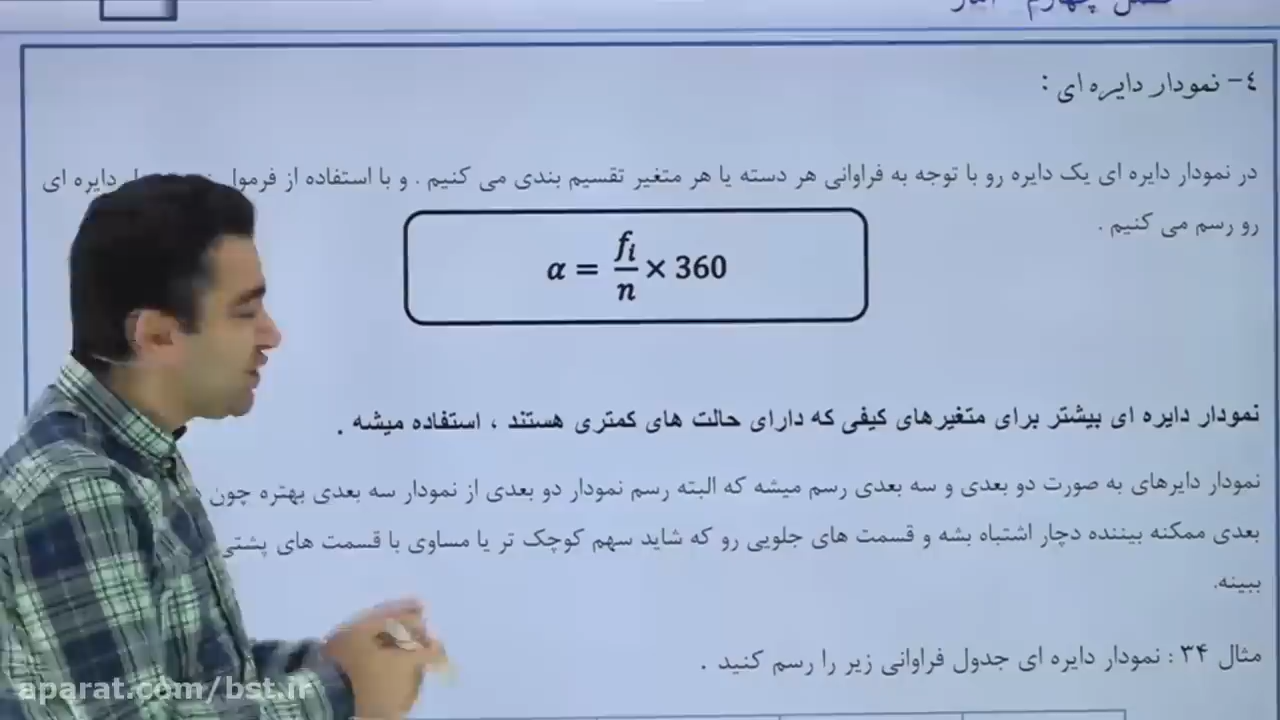 ٤- نمودار دایره ای :
در نمودار دایره ای یک دایره رو با توجه به فراوانی هر دسته یا هر متغیر تقسیم بندی می کنیم . و با استفاده از فرمول دایره ای
رو رسم می کنیم .
α = fᵢ/n × 360
نمودار دایره ای بیشتر برای متغیرهای کیفی که دارای حالت های کمتری هستند ، استفاده میشه .
نمودار دایرهای به صورت دو بعدی و سه بعدی رسم میشه که البته رسم نمودار دو بعدی از نمودار سه بعدی بهتره چون
بعدی ممکنه بیننده دچار اشتباه بشه و قسمت های جلویی رو که شاید سهم کوچک تر یا مساوی با قسمت های پشتی
ببینه.
مثال ۳۴ : نمودار دایره ای جدول فراوانی زیر را رسم کنید .
aparat.com/bst.ir